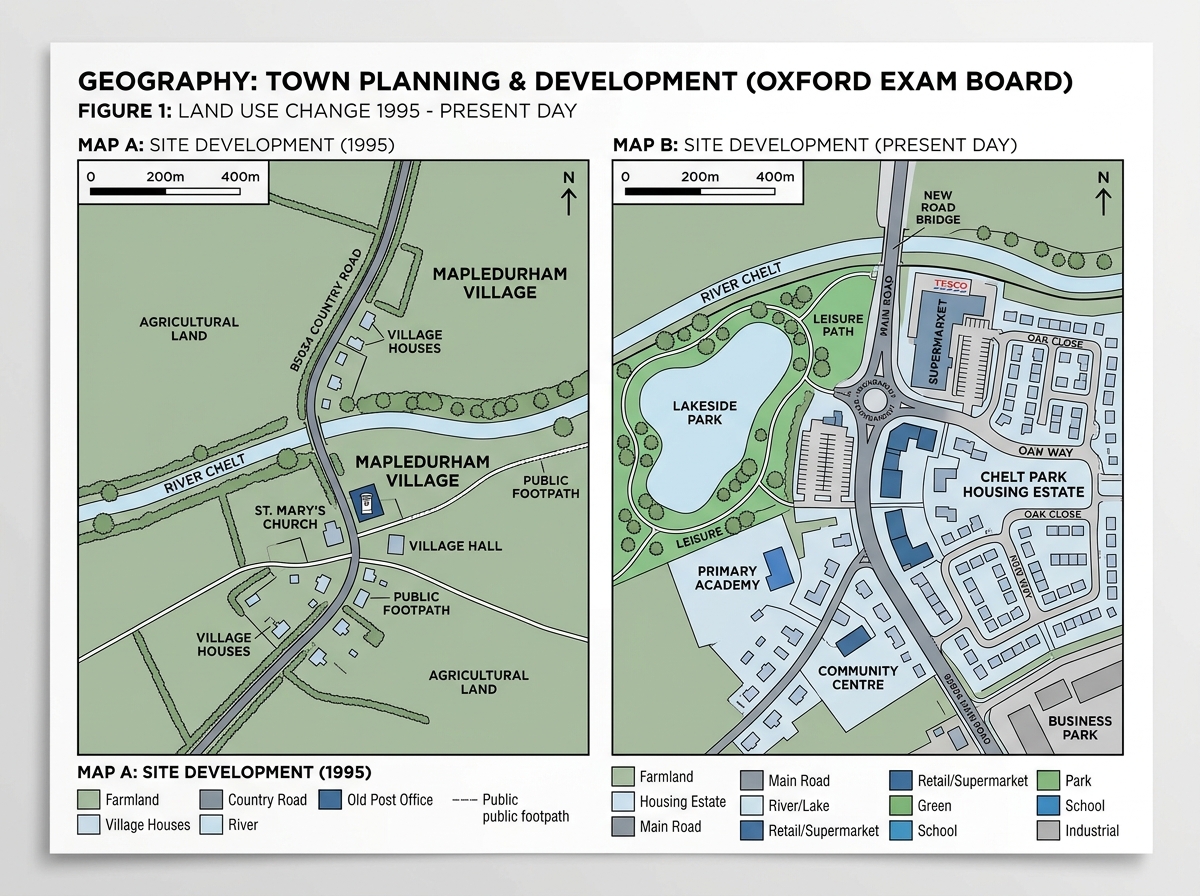 GEOGRAPHY: TOWN PLANNING & DEVELOPMENT (OXFORD EXAM BOARD)
FIGURE 1: LAND USE CHANGE 1995 - PRESENT DAY
MAP A: SITE DEVELOPMENT (1995)
0 200m 400m
N
B5034 COUNTRY ROAD
MAPLEDURHAM
VILLAGE
AGRICULTURAL
LAND
VILLAGE
HOUSES
RIVER CHELT
MAPLEDURHAM
VILLAGE
PUBLIC
FOOTPATH
ST. MARY'S
CHURCH
VILLAGE HALL
PUBLIC
FOOTPATH
VILLAGE
HOUSES
AGRICULTURAL
LAND
MAP A: SITE DEVELOPMENT (1995)
Farmland
Country Road
Old Post Office
Public
public footpath
Village Houses
River
MAP B: SITE DEVELOPMENT (PRESENT DAY)
0 200m 400m
N
NEW
ROAD
BRIDGE
RIVER CHELT
TESCO
MAIN ROAD
LEISURE
PATH
SUPERMARKET
OAR CLOSE
LAKESIDE
PARK
OAN WAY
CHELT PARK
HOUSING ESTATE
OAK CLOSE
LEISURE
PRIMARY
ACADEMY
COMMUNITY
CENTRE
BUSINESS
PARK
Farmland
Main Road
Retail/Supermarket
Park
Housing Estate
River/Lake
Green
School
Main Road
Retail/Supermarket
School
Industrial